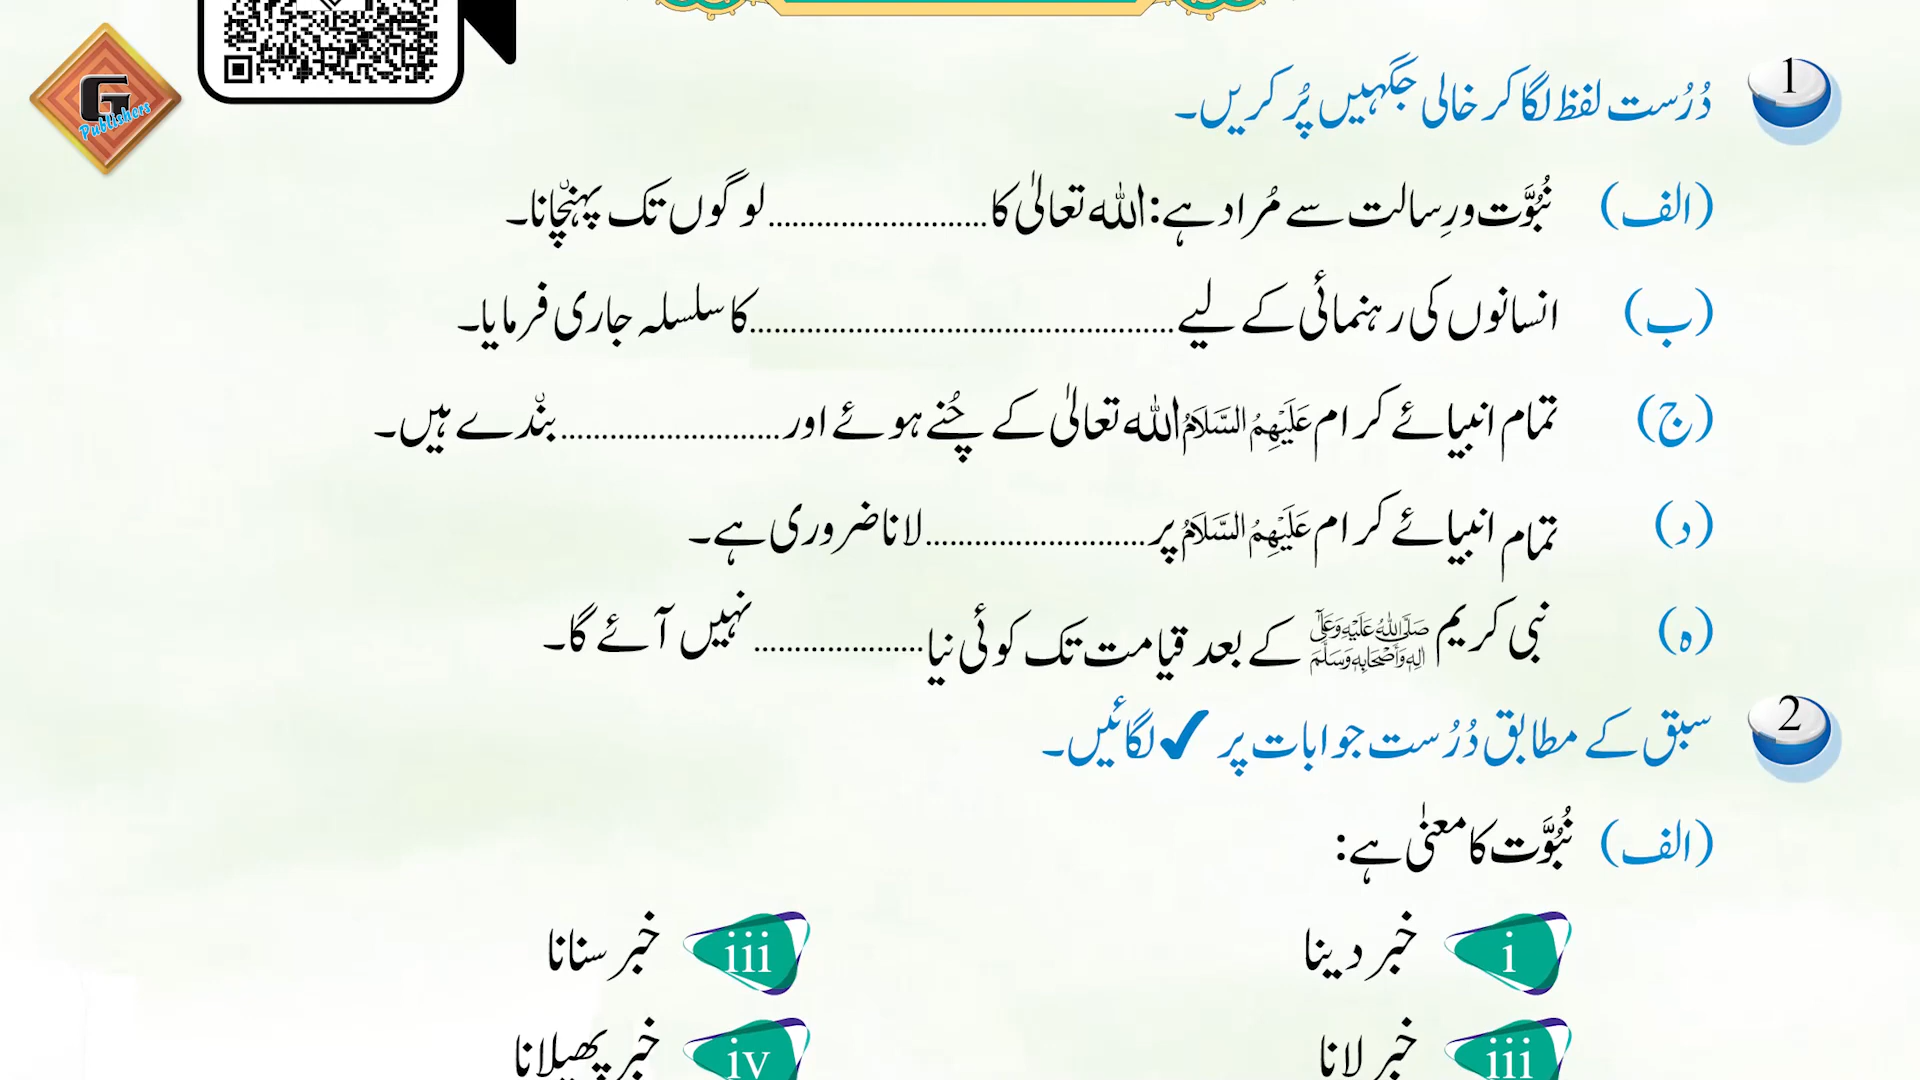 G
Publishers
1 دُرُست لفظ لگا کر خالی جگہیں پُر کریں۔
(الف) نُبُوَّت و رِسالت سے مُراد ہے: اللہ تعالیٰ کا ........................... لوگوں تک پہنچانا۔
(ب) انسانوں کی رہنمائی کے لیے ..................................................... کا سلسلہ جاری فرمایا۔
(ج) تمام انبیائے کرام عَلَيْهِمُ السَّلَامُ اللہ تعالیٰ کے چُنے ہوئے اور ........................... بندے ہیں۔
(د) تمام انبیائے کرام عَلَيْهِمُ السَّلَامُ پر ........................... لانا ضروری ہے۔
(ہ) نبی کریم صَلَّى اللهُ عَلَيْهِ وَعَلٰى اٰلِهٖ وَأَصْحَابِهٖ وَسَلَّمَ کے بعد قیامت تک کوئی نیا ..................... نہیں آئے گا۔
2 سبق کے مطابق دُرُست جوابات پر ✔ لگائیں۔
(الف) نُبُوَّت کا معنیٰ ہے:
i خبر دینا iii خبر سنانا
iii خبر لانا iv خبر پھیلانا